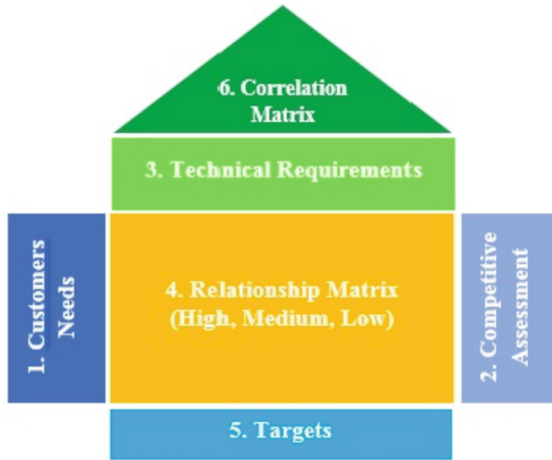 6. Correlation
Matrix
3. Technical Requirements
1. Customers
Needs
4. Relationship Matrix
(High, Medium, Low)
2. Competitive
Assessment
5. Targets